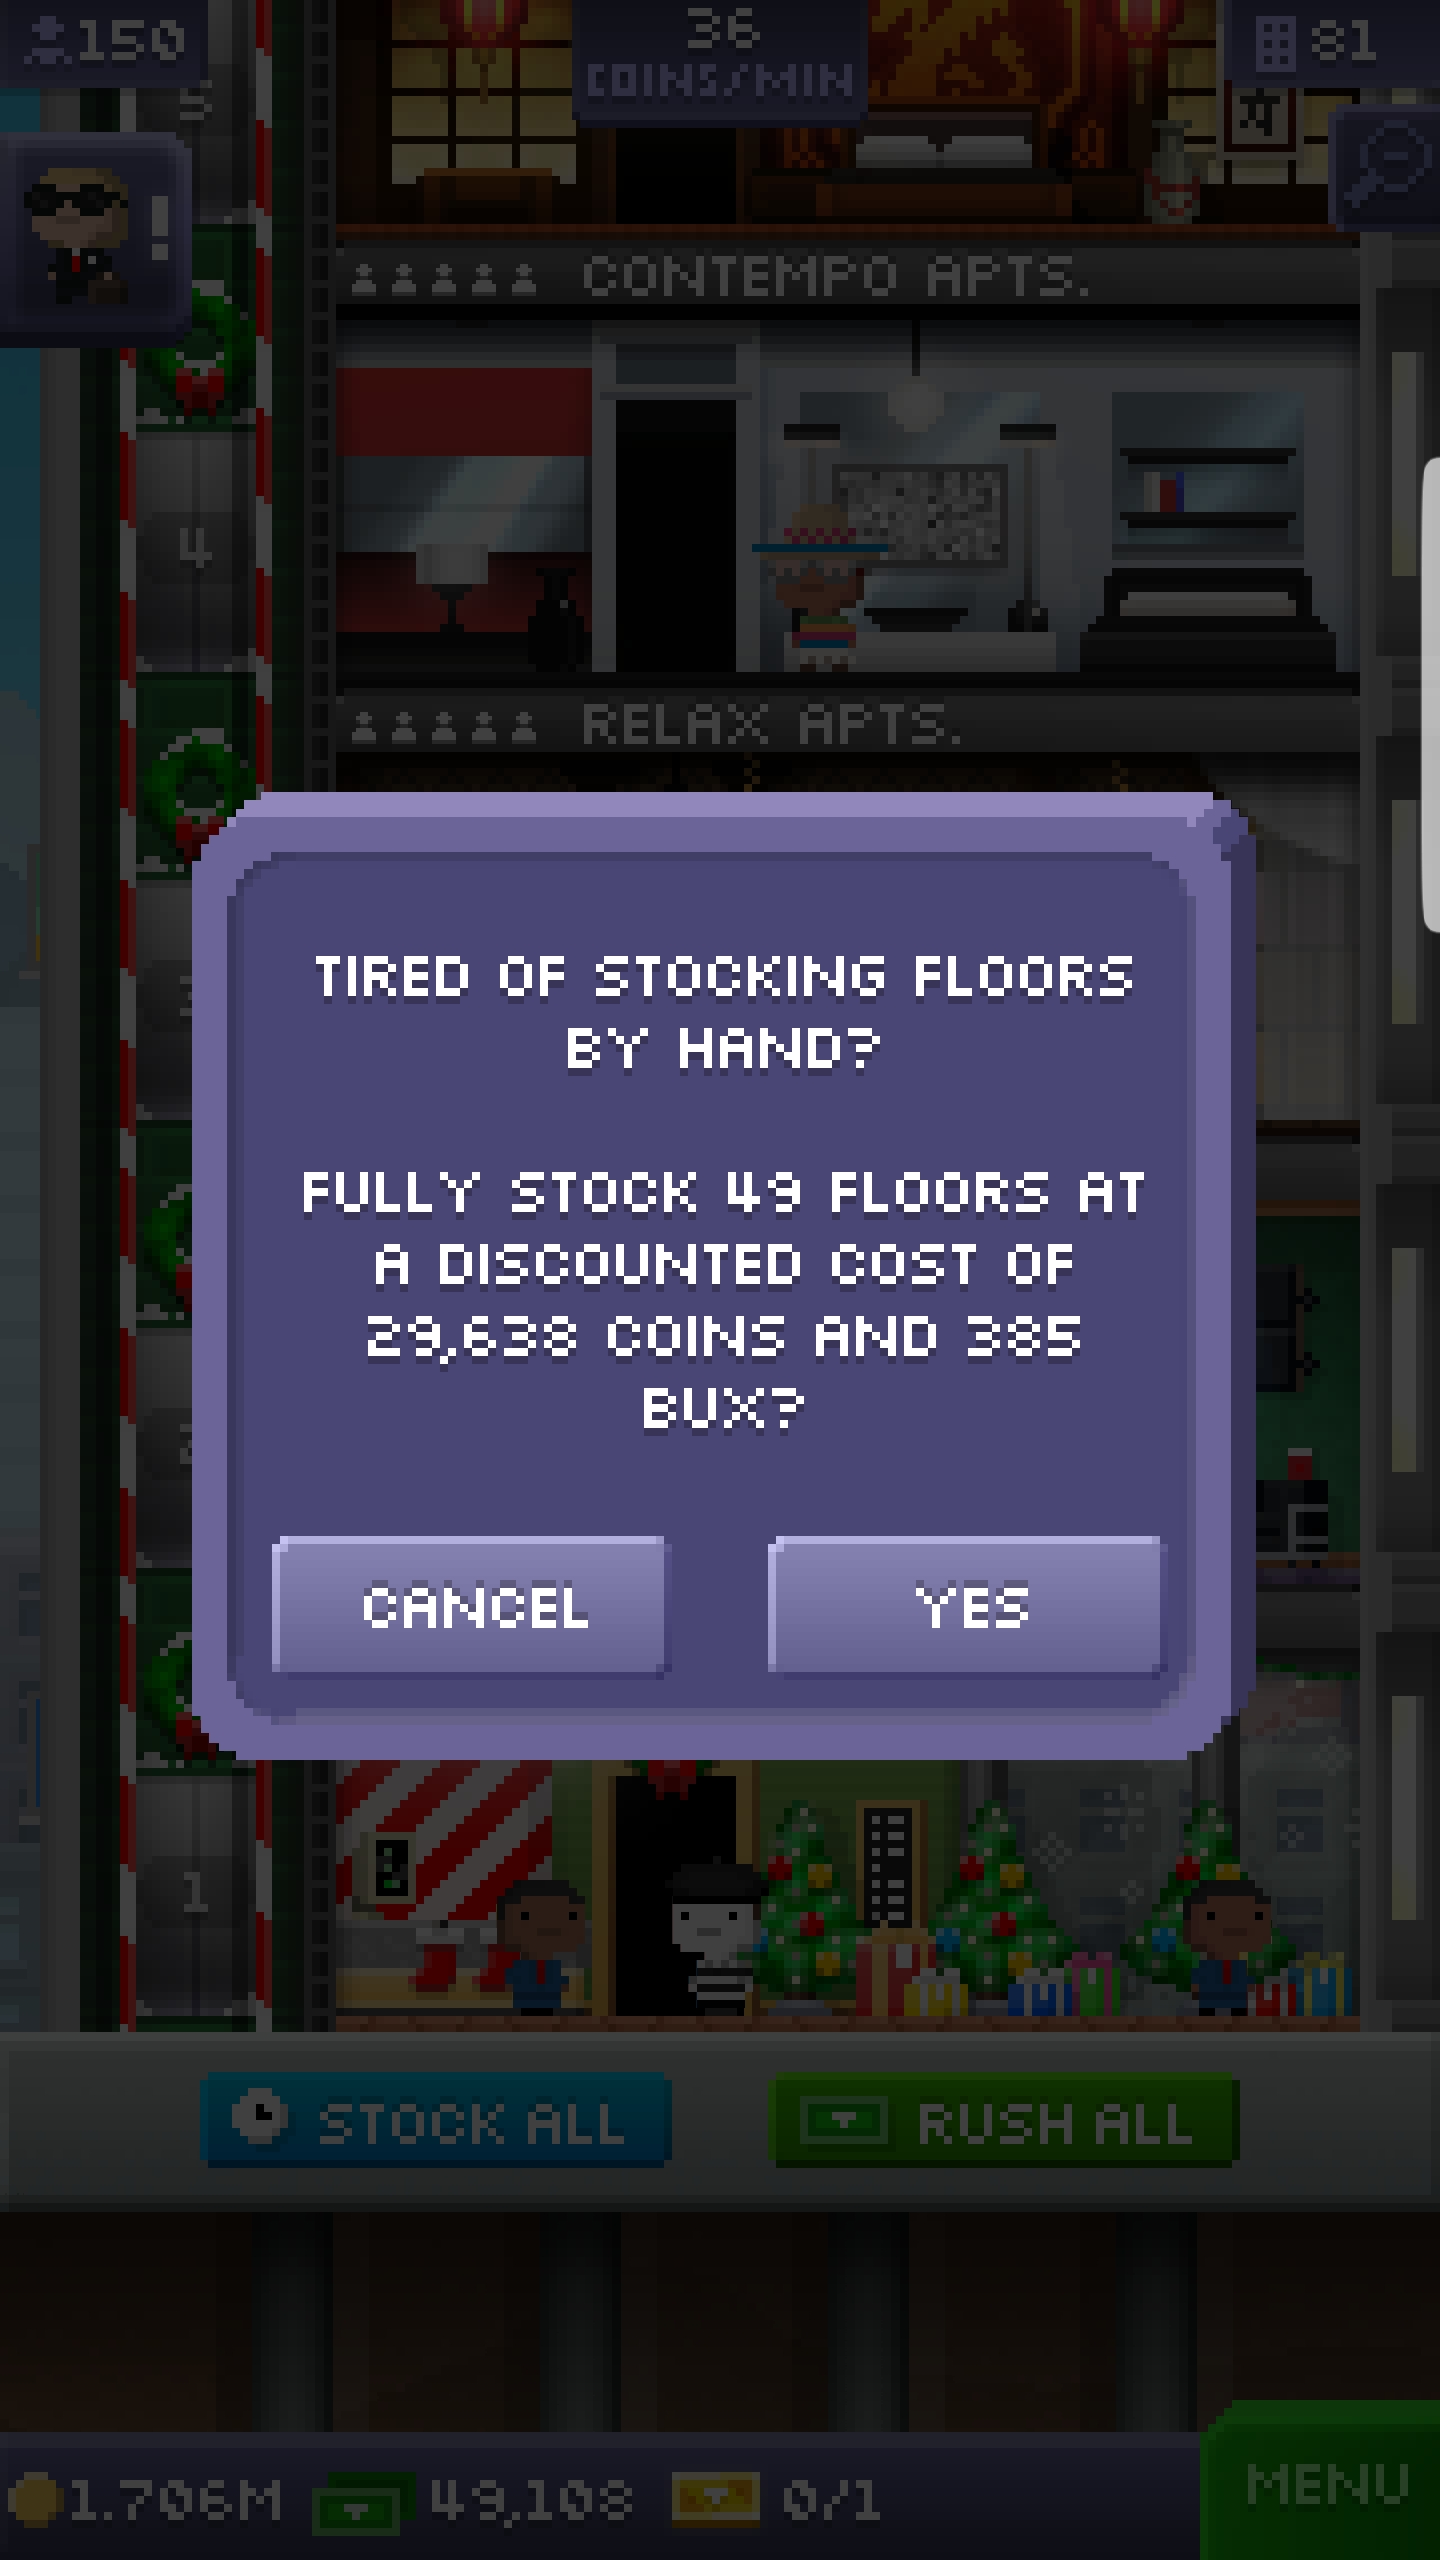 150
36
COINS/MIN
81
5
!
CONTEMPO APTS.
4
RELAX APTS.
TIRED OF STOCKING FLOORS
BY HAND?
FULLY STOCK 49 FLOORS AT
A DISCOUNTED COST OF
29,638 COINS AND 385
BUX?
CANCEL
YES
1
STOCK ALL
RUSH ALL
1.706M
49,108
0/1
MENU